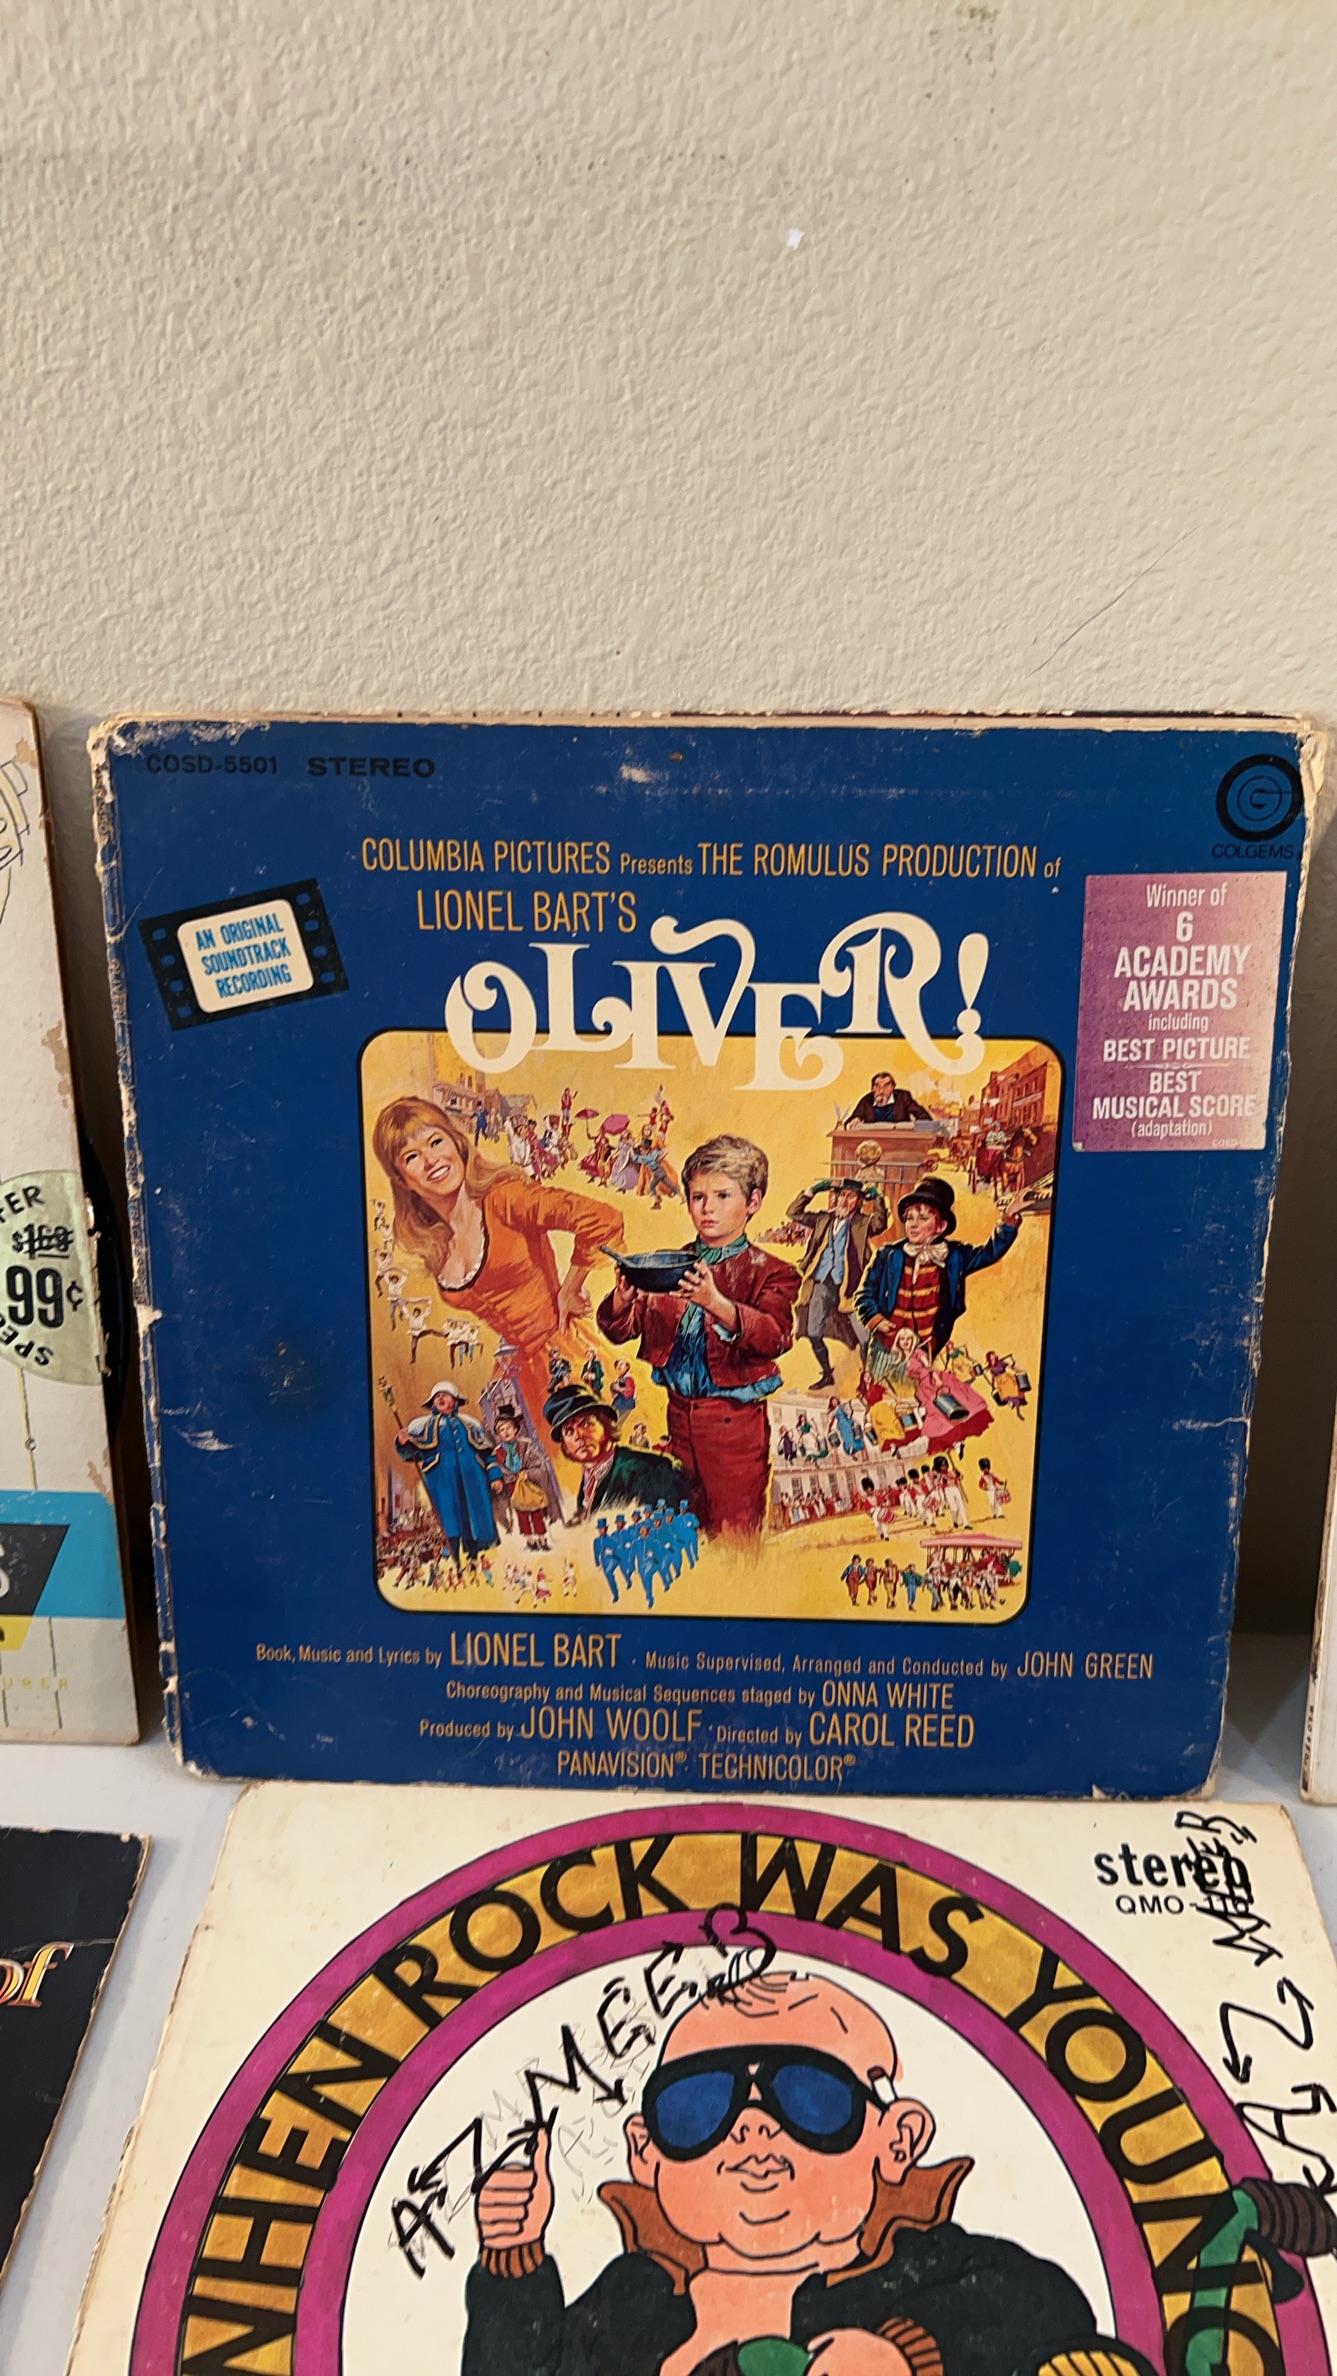 COSD-5501 STEREO
COLGEMS
COLUMBIA PICTURES Presents THE ROMULUS PRODUCTION of
LIONEL BART'S
OLIVER!
AN ORIGINAL
SOUNDTRACK
RECORDING
Winner of
6
ACADEMY
AWARDS
including
BEST PICTURE
BEST
MUSICAL SCORE
(adaptation)
Book, Music and Lyrics by LIONEL BART . Music Supervised, Arranged and Conducted by JOHN GREEN
Choreography and Musical Sequences staged by ONNA WHITE
Produced by JOHN WOOLF · Directed by CAROL REED
PANAVISION® TECHNICOLOR®
$1.69
99¢
of
stereo
QMO-
WHEN ROCK WAS YOUNG